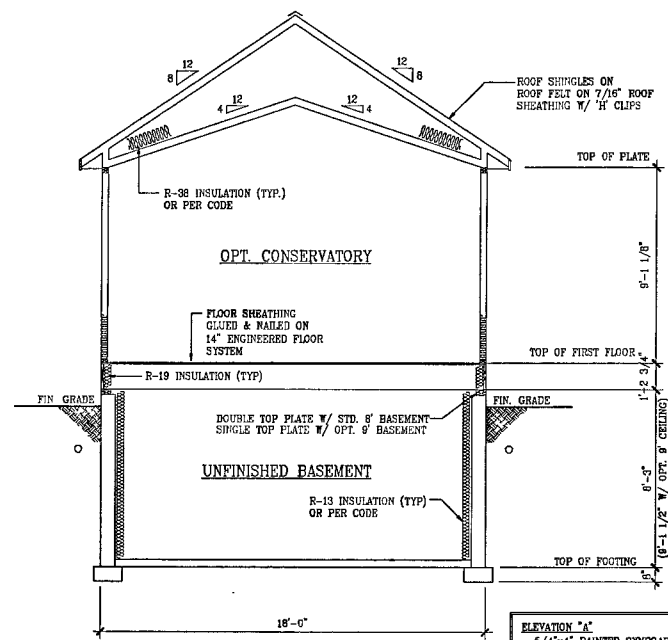 12
8
12
8
12
4
12
4
ROOF SHINGLES ON
ROOF FELT ON 7/16" ROOF
SHEATHING W/ 'H' CLIPS
TOP OF PLATE
R-38 INSULATION (TYP.)
OR PER CODE
9'-1 1/8"
OPT. CONSERVATORY
FLOOR SHEATHING
GLUED & NAILED ON
14" ENGINEERED FLOOR
SYSTEM
TOP OF FIRST FLOOR
1'-2 3/4"
R-19 INSULATION (TYP)
FIN. GRADE
FIN. GRADE
DOUBLE TOP PLATE W/ STD. 8' BASEMENT
SINGLE TOP PLATE W/ OPT. 9' BASEMENT
UNFINISHED BASEMENT
8'-3"
(9'-1 1/2" W/ OPT. 9' CEILING)
R-13 INSULATION (TYP)
OR PER CODE
TOP OF FOOTING
8"
18'-0"
ELEVATION "A"